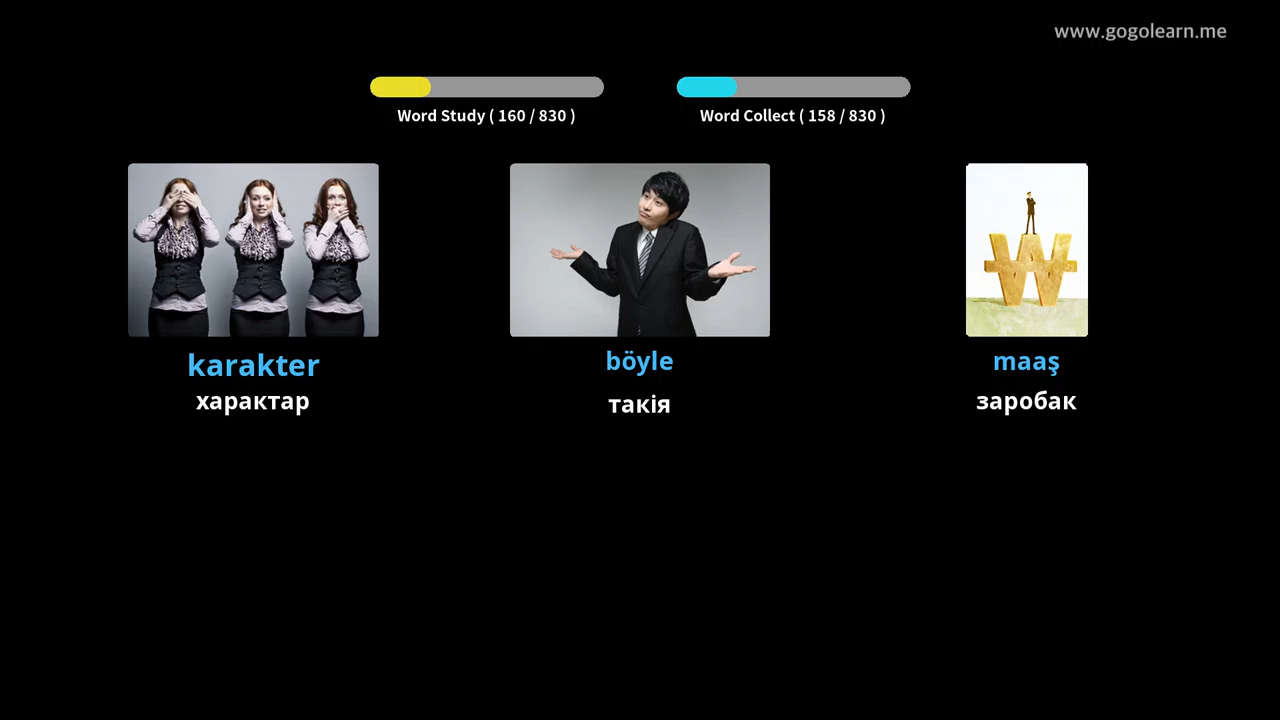 www.gogolearn.me
Word Study ( 160 / 830 )
Word Collect ( 158 / 830 )
karakter
характар
böyle
такія
maaş
заробак